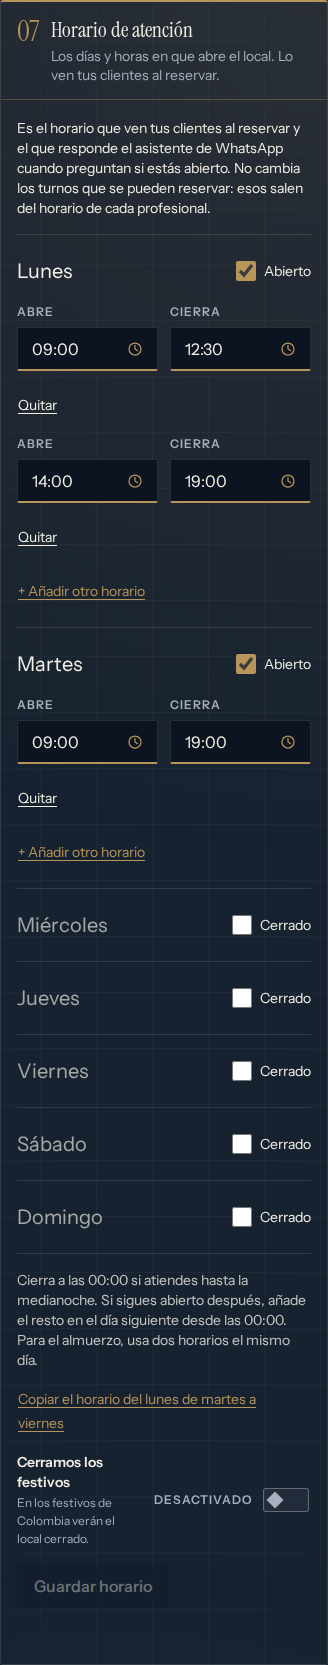 07 Horario de atención
Los días y horas en que abre el local. Lo
ven tus clientes al reservar.
Es el horario que ven tus clientes al reservar y
el que responde el asistente de WhatsApp
cuando preguntan si estás abierto. No cambia
los turnos que se pueden reservar: esos salen
del horario de cada profesional.
Lunes Abierto
ABRE CIERRA
09:00 12:30
Quitar
ABRE CIERRA
14:00 19:00
Quitar
+ Añadir otro horario
Martes Abierto
ABRE CIERRA
09:00 19:00
Quitar
+ Añadir otro horario
Miércoles Cerrado
Jueves Cerrado
Viernes Cerrado
Sábado Cerrado
Domingo Cerrado
Cierra a las 00:00 si atiendes hasta la
medianoche. Si sigues abierto después, añade
el resto en el día siguiente desde las 00:00.
Para el almuerzo, usa dos horarios el mismo
día.
Copiar el horario del lunes de martes a
viernes
Cerramos los
festivos
En los festivos de
Colombia verán el
local cerrado.
DESACTIVADO
Guardar horario